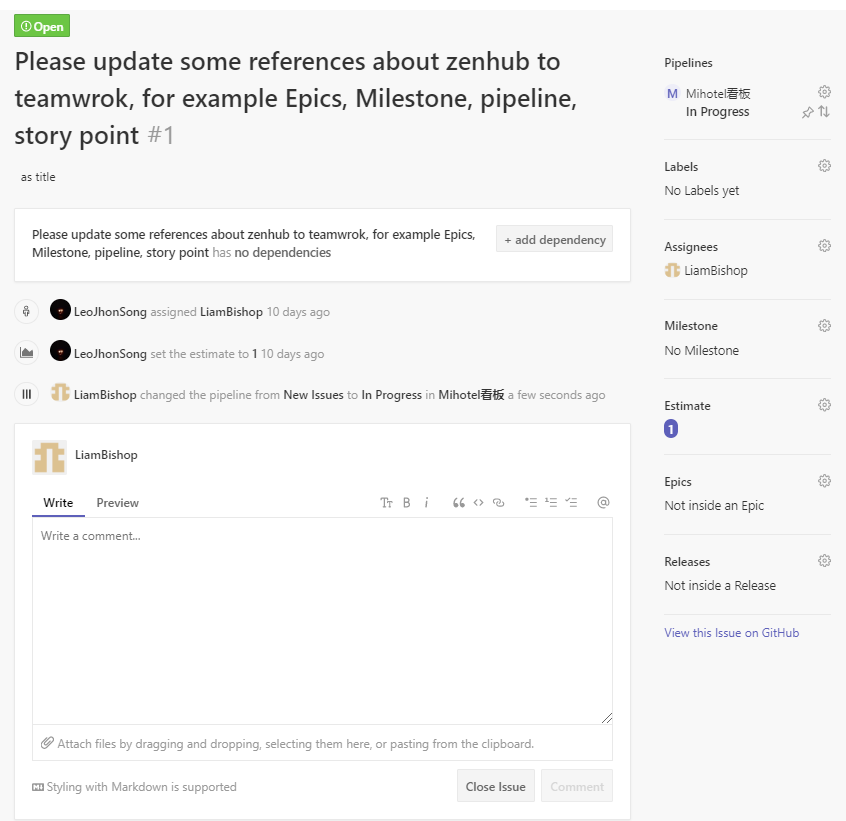 Open
Please update some references about zenhub to
teamwrok, for example Epics, Milestone, pipeline,
story point #1
as title
Please update some references about zenhub to teamwrok, for example Epics,
Milestone, pipeline, story point has no dependencies
+ add dependency
LeoJhonSong assigned LiamBishop 10 days ago
LeoJhonSong set the estimate to 1 10 days ago
LiamBishop changed the pipeline from New Issues to In Progress in Mihotel看板 a few seconds ago
LiamBishop
Write Preview
Write a comment...
Attach files by dragging and dropping, selecting them here, or pasting from the clipboard.
Styling with Markdown is supported
Close Issue Comment
Pipelines
M Mihotel看板
In Progress
Labels
No Labels yet
Assignees
LiamBishop
Milestone
No Milestone
Estimate
1
Epics
Not inside an Epic
Releases
Not inside a Release
View this Issue on GitHub